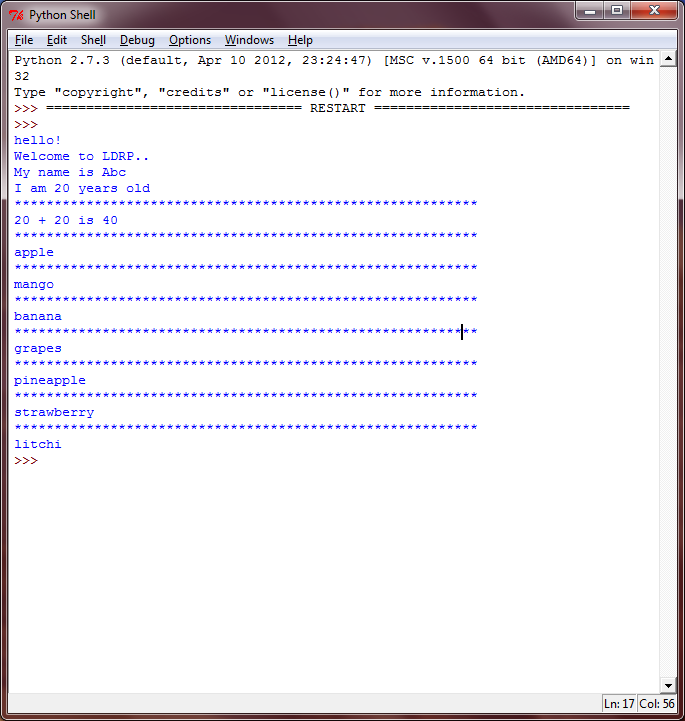 Python Shell
File Edit Shell Debug Options Windows Help
Python 2.7.3 (default, Apr 10 2012, 23:24:47) [MSC v.1500 64 bit (AMD64)] on win
32
Type "copyright", "credits" or "license()" for more information.
>>> ================================ RESTART ================================
>>>
hello!
Welcome to LDRP..
My name is Abc
I am 20 years old
**********************************************************
20 + 20 is 40
**********************************************************
apple
**********************************************************
mango
**********************************************************
banana
**********************************************************
grapes
**********************************************************
pineapple
**********************************************************
strawberry
**********************************************************
litchi
>>>
Ln: 17 Col: 56